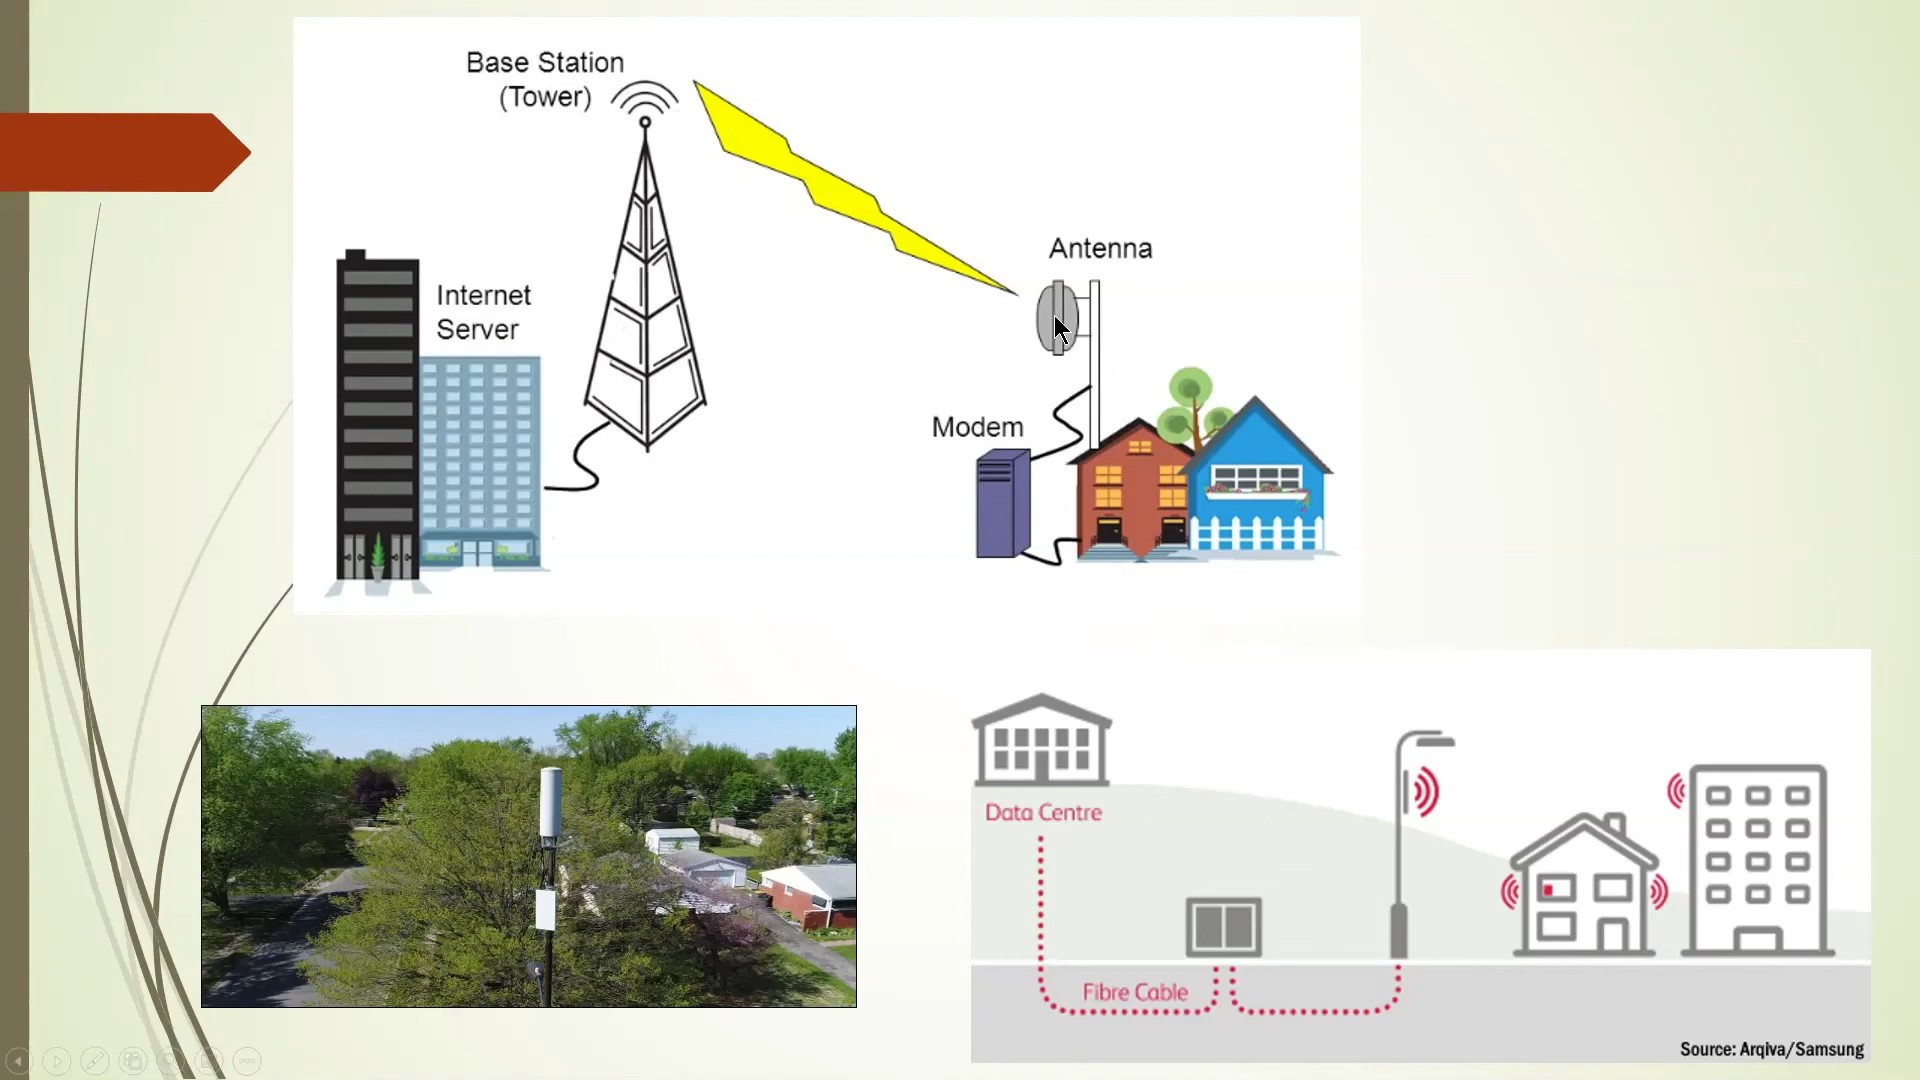 Base Station
(Tower)
Antenna
Internet
Server
Modem
Data Centre
Fibre Cable
Source: Arqiva/Samsung